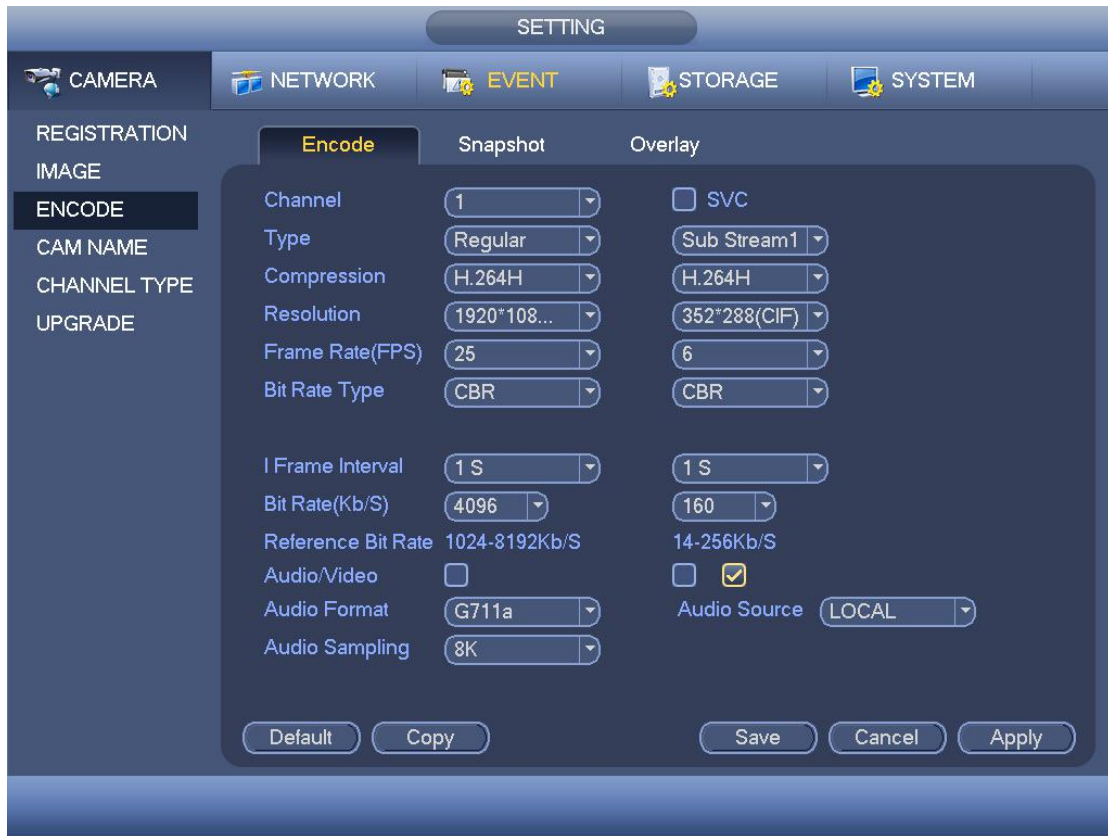 SETTING
CAMERA NETWORK EVENT STORAGE SYSTEM
REGISTRATION
IMAGE
ENCODE
CAM NAME
CHANNEL TYPE
UPGRADE
Encode Snapshot Overlay
Channel 1 SVC
Type Regular Sub Stream1
Compression H.264H H.264H
Resolution 1920*108... 352*288(CIF)
Frame Rate(FPS) 25 6
Bit Rate Type CBR CBR
I Frame Interval 1 S 1 S
Bit Rate(Kb/S) 4096 160
Reference Bit Rate 1024-8192Kb/S 14-256Kb/S
Audio/Video
Audio Format G711a Audio Source LOCAL
Audio Sampling 8K
Default Copy Save Cancel Apply